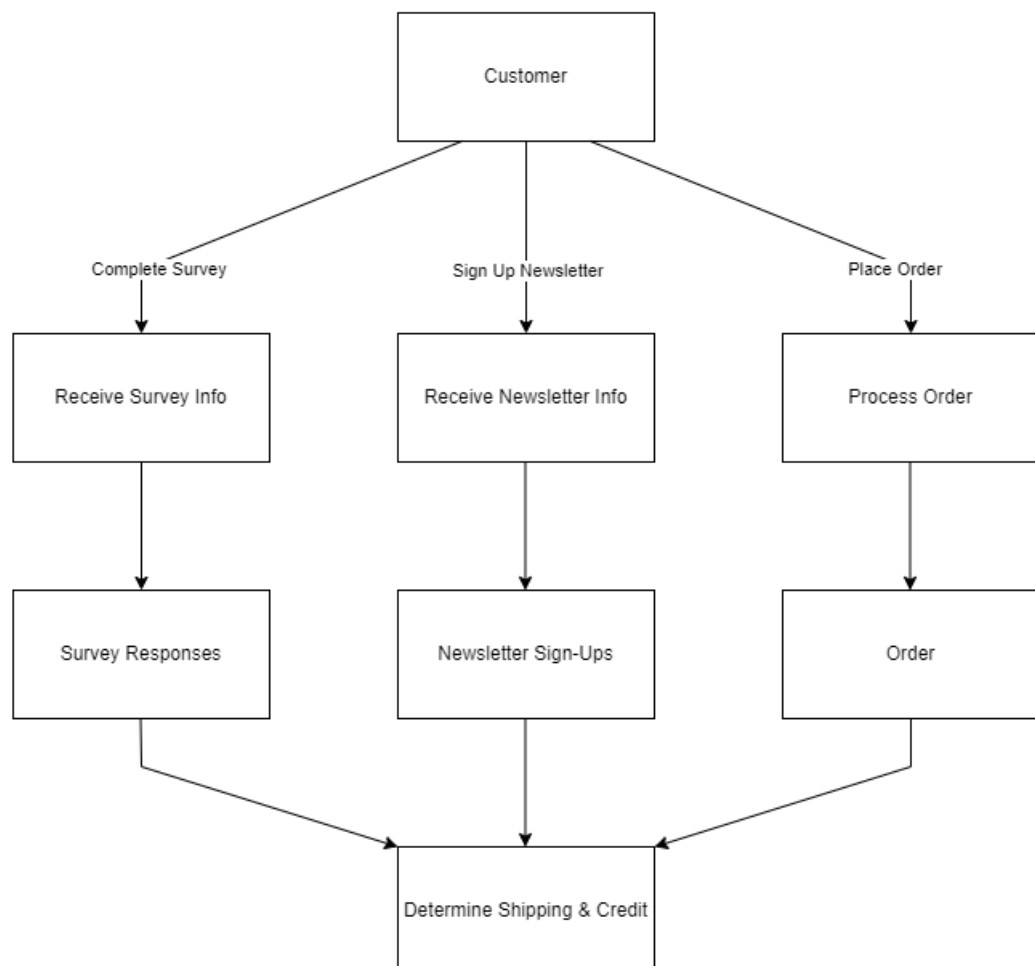 Customer
Complete Survey
Sign Up Newsletter
Place Order
Receive Survey Info
Receive Newsletter Info
Process Order
Survey Responses
Newsletter Sign-Ups
Order
Determine Shipping & Credit